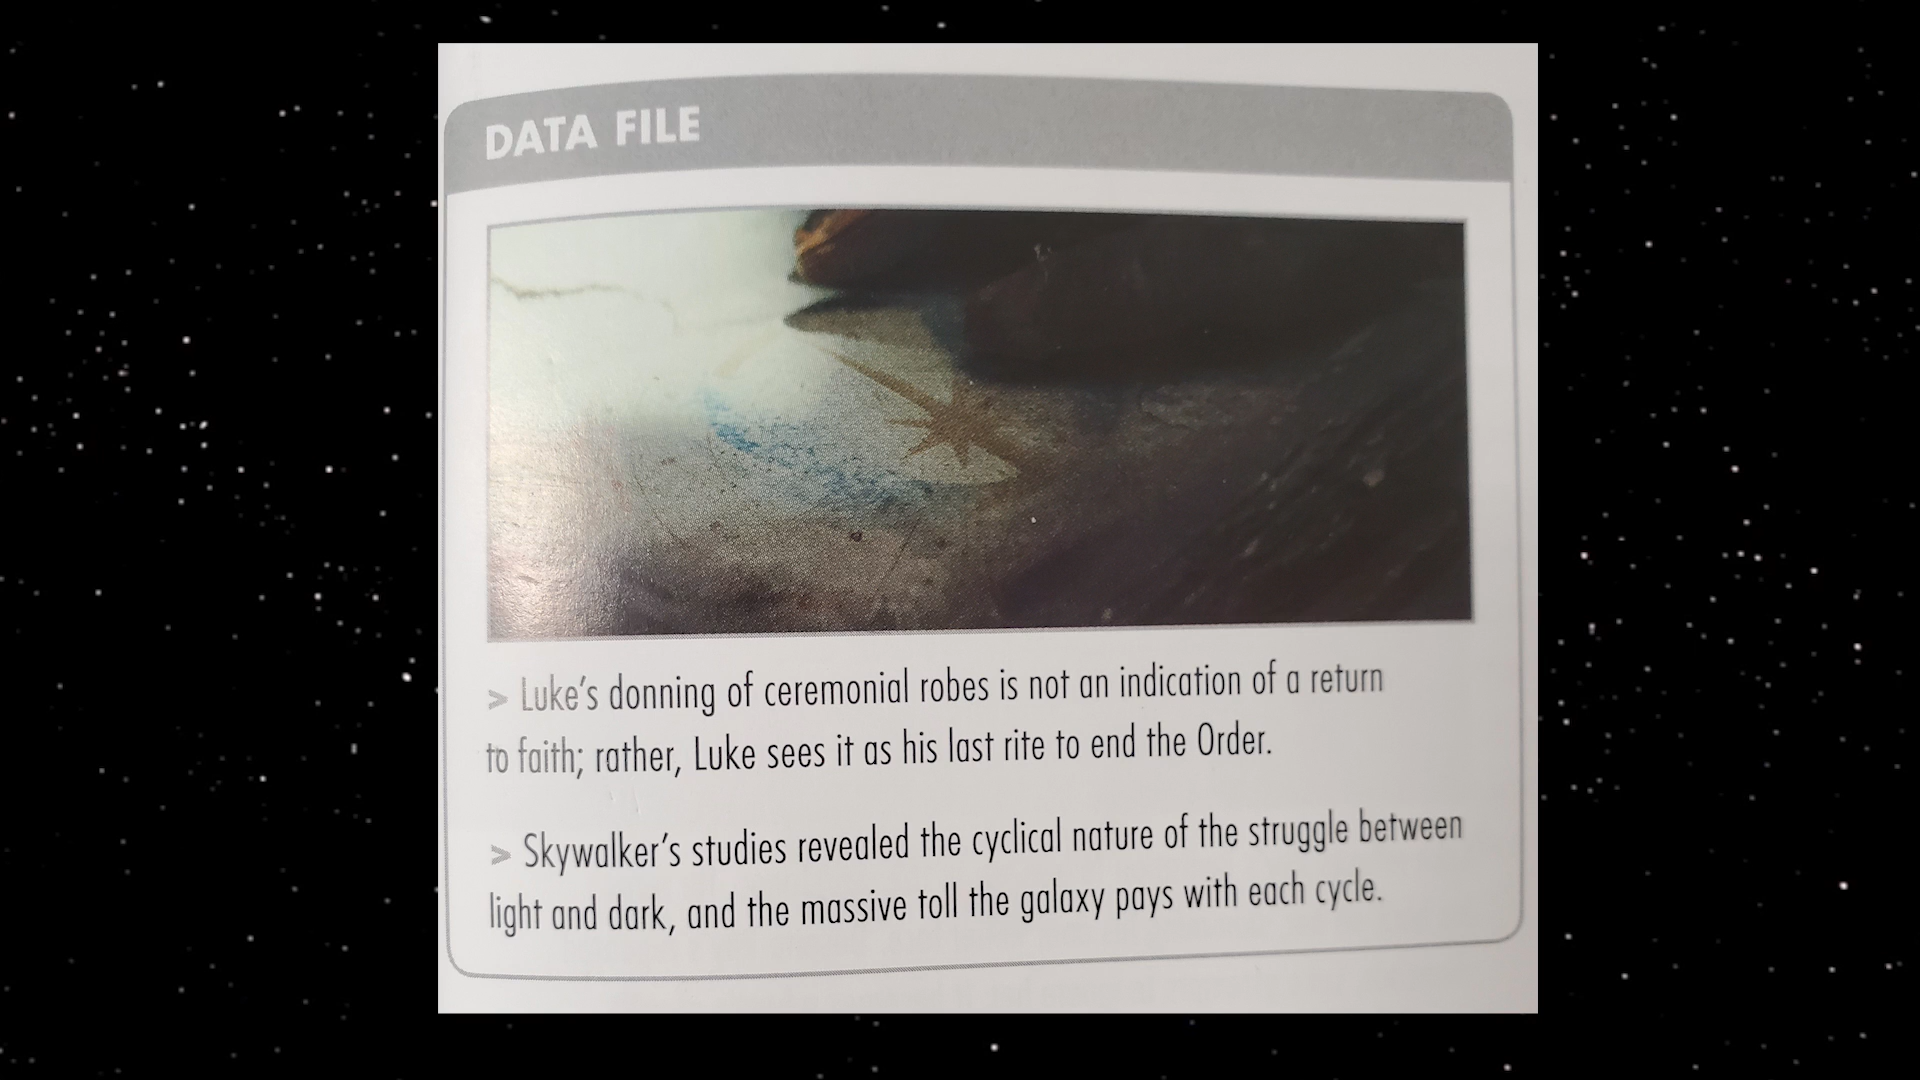 DATA FILE
> Luke's donning of ceremonial robes is not an indication of a return
to faith; rather, Luke sees it as his last rite to end the Order.
> Skywalker's studies revealed the cyclical nature of the struggle between
light and dark, and the massive toll the galaxy pays with each cycle.